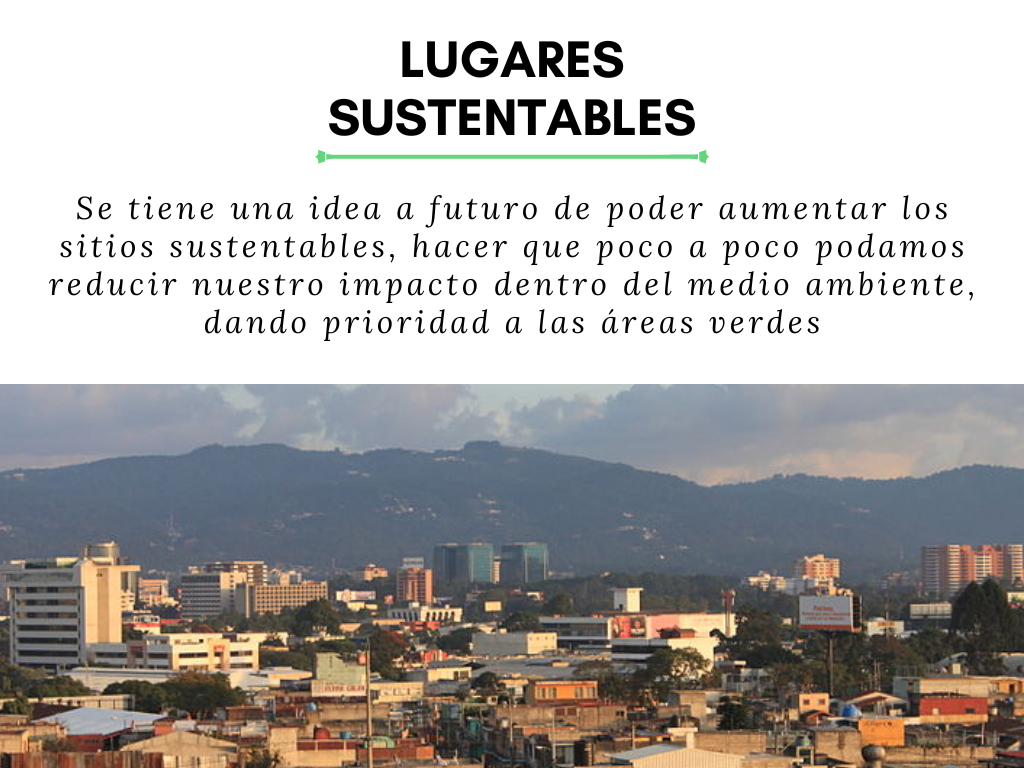 LUGARES
SUSTENTABLES
Se tiene una idea a futuro de poder aumentar los
sitios sustentables, hacer que poco a poco podamos
reducir nuestro impacto dentro del medio ambiente,
dando prioridad a las áreas verdes